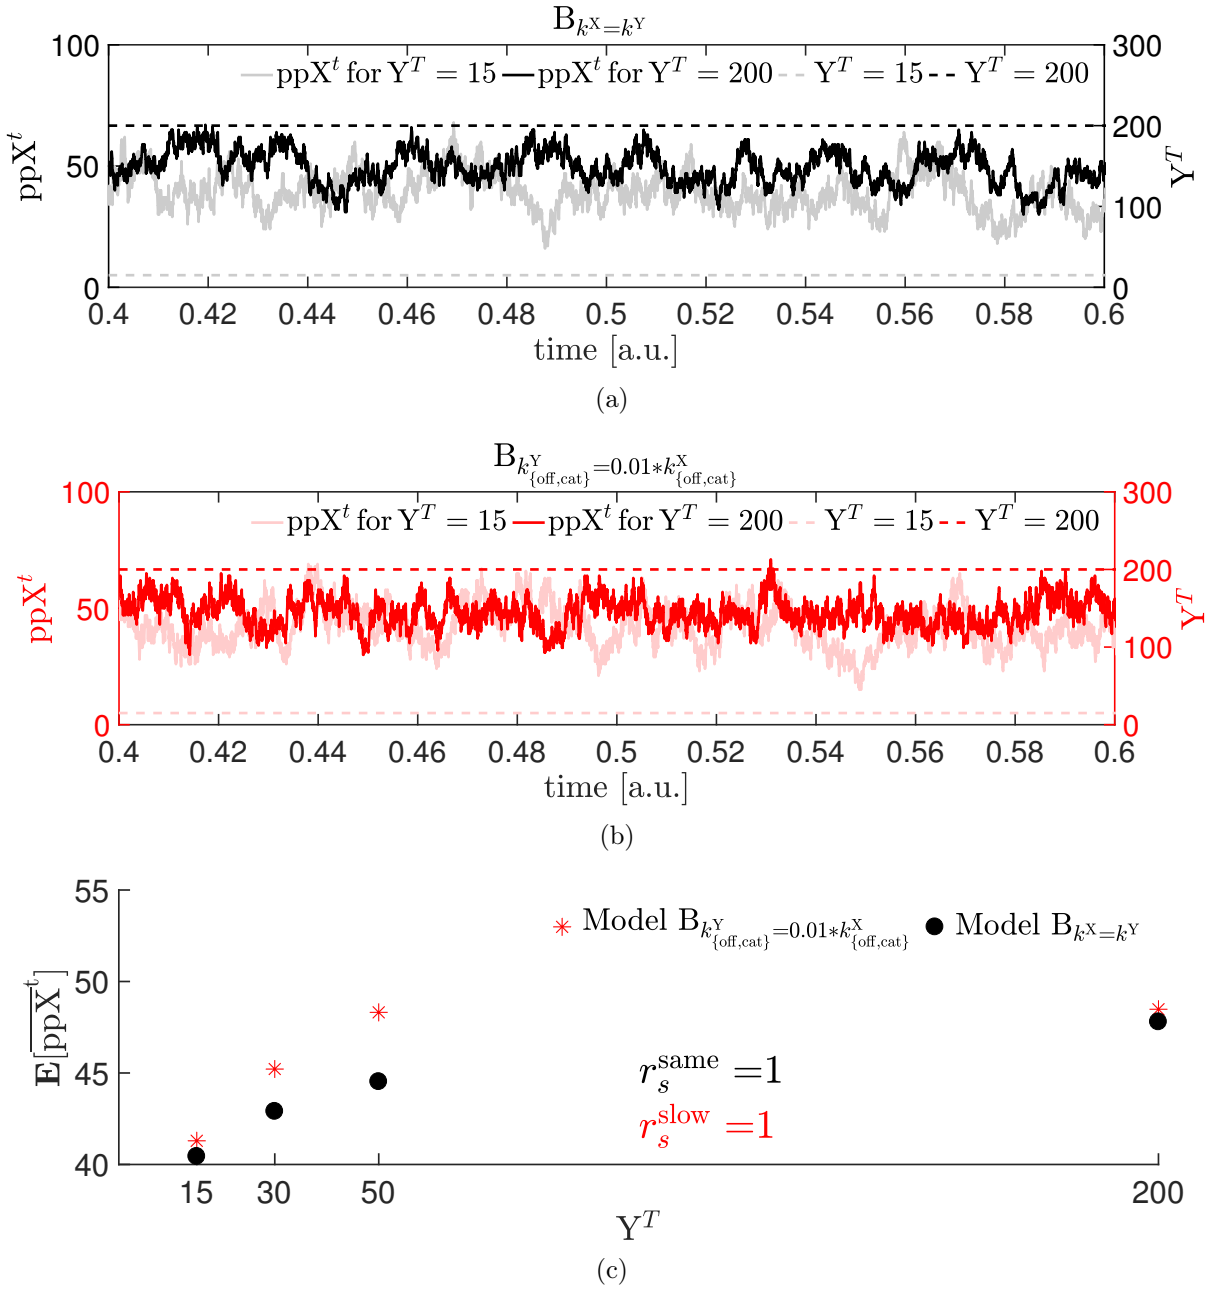 B_{k^X=k^Y}
100 300
ppX^t for Y^T = 15 ppX^t for Y^T = 200 Y^T = 15 Y^T = 200
200
ppX^t 50 Y^T
100
0 0
0.4 0.42 0.44 0.46 0.48 0.5 0.52 0.54 0.56 0.58 0.6
time [a.u.]
(a)
B_{k^Y_{{off,cat}}=0.01*k^X_{{off,cat}}}
100 300
ppX^t for Y^T = 15 ppX^t for Y^T = 200 Y^T = 15 Y^T = 200
200
ppX^t 50 Y^T
100
0 0
0.4 0.42 0.44 0.46 0.48 0.5 0.52 0.54 0.56 0.58 0.6
time [a.u.]
(b)
55
Model B_{k^Y_{{off,cat}}=0.01*k^X_{{off,cat}}} Model B_{k^X=k^Y}
50
E[\overline{ppX}^t]
45
r_s^{same} =1
r_s^{slow} =1
40
15 30 50 200
Y^T
(c)